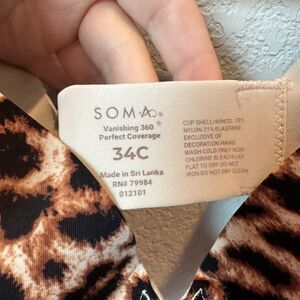 SOMA
Vanishing 360
Perfect Coverage
34C
Made in Sri Lanka
RN# 79984
012101
CUP SHELL/WINGS: 79%
NYLON 21% ELASTANE
EXCLUSIVE OF
DECORATION HAND
WASH COLD ONLY NON-
CHLORINE BLEACH LAY
FLAT TO DRY DO NOT
IRON DO NOT DRY CLEAN